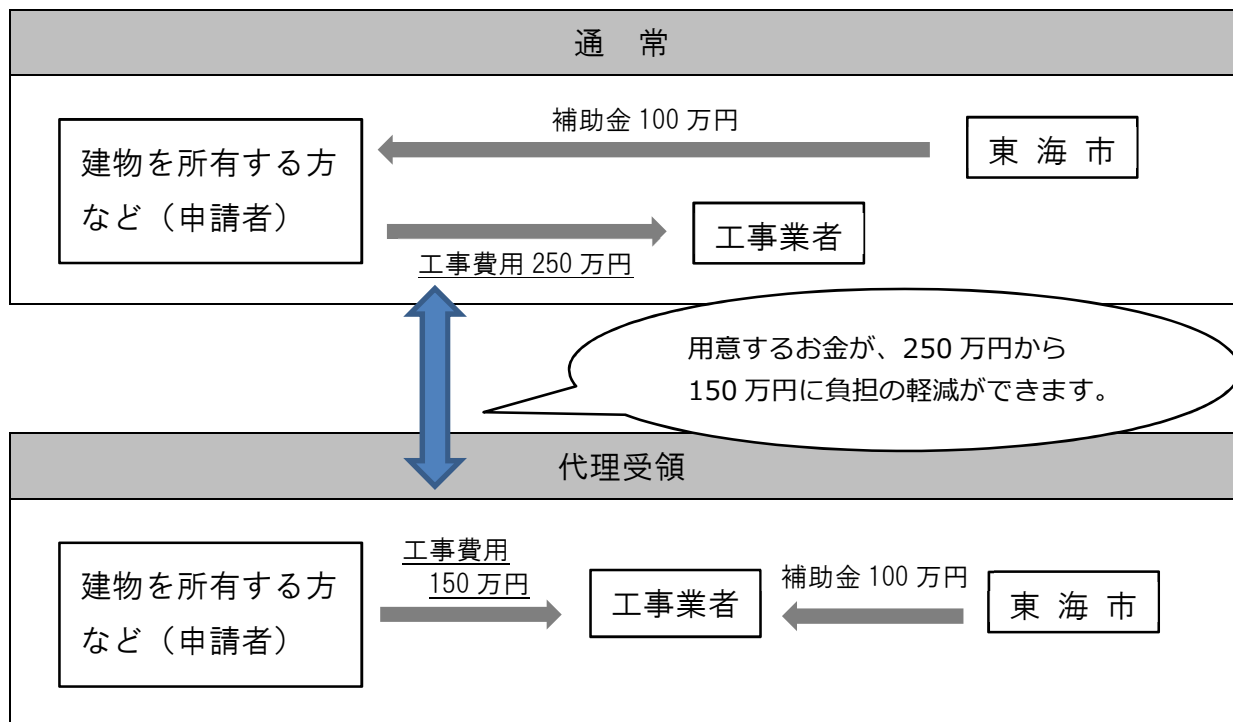 通　常
補助金 100 万円
建物を所有する方
など（申請者）
東 海 市
工事業者
工事費用 250 万円
用意するお金が、250 万円から
150 万円に負担の軽減ができます。
代理受領
建物を所有する方
など（申請者）
工事費用
150 万円
工事業者
補助金 100 万円
東 海 市